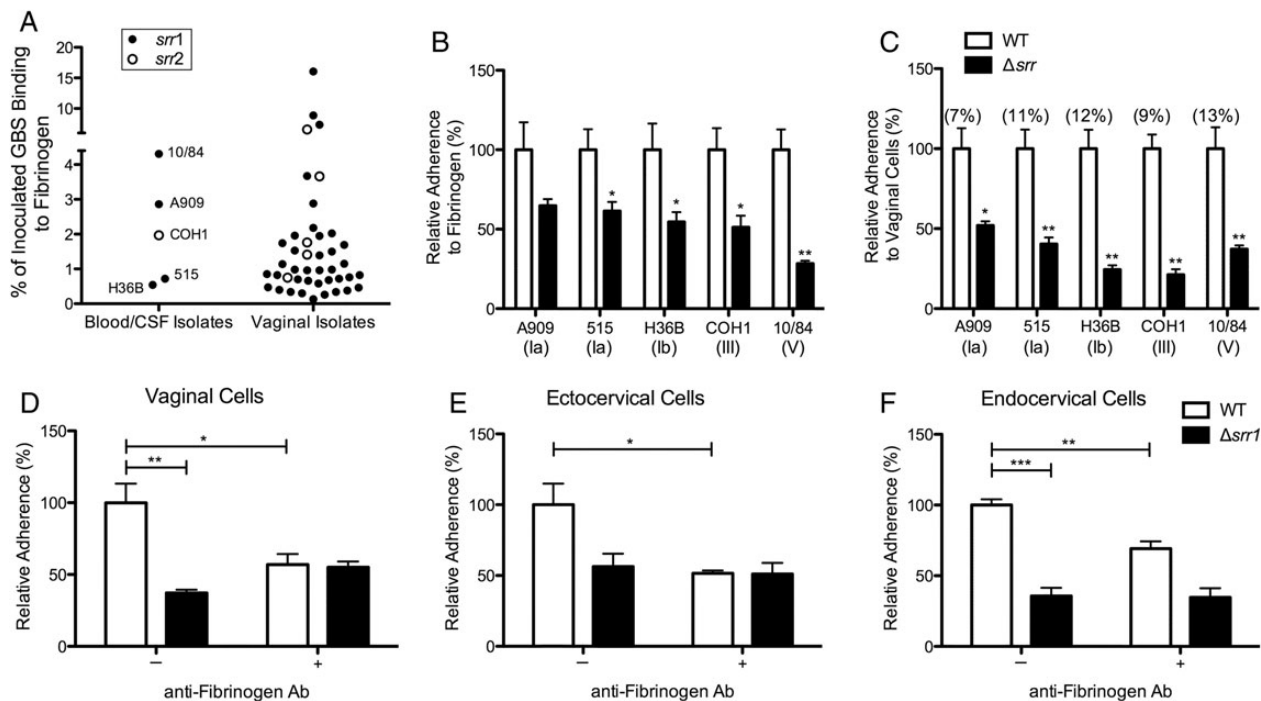 A
srr1
srr2
% of Inoculated GBS Binding
to Fibrinogen
20
15
10
5
4
3
2
1
0
10/84
A909
COH1
515
H36B
Blood/CSF Isolates
Vaginal Isolates
B
Relative Adherence
to Fibrinogen (%)
150
100
50
0
*
*
*
**
A909
(Ia)
515
(Ia)
H36B
(Ib)
COH1
(III)
10/84
(V)
C
WT
Δsrr
Relative Adherence
to Vaginal Cells (%)
150
100
50
0
(7%)
(11%)
(12%)
(9%)
(13%)
*
**
**
**
**
A909
(Ia)
515
(Ia)
H36B
(Ib)
COH1
(III)
10/84
(V)
D
Vaginal Cells
Relative Adherence (%)
150
100
50
0
*
**
– +
anti-Fibrinogen Ab
E
Ectocervical Cells
Relative Adherence (%)
150
100
50
0
*
– +
anti-Fibrinogen Ab
F
Endocervical Cells
WT
Δsrr1
Relative Adherence (%)
150
100
50
0
**
***
– +
anti-Fibrinogen Ab